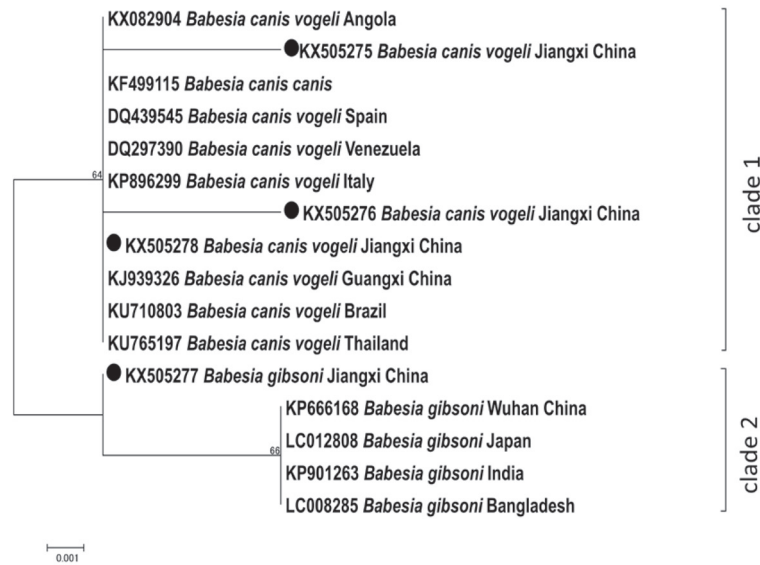 KX082904 Babesia canis vogeli Angola
KX505275 Babesia canis vogeli Jiangxi China
KF499115 Babesia canis canis
DQ439545 Babesia canis vogeli Spain
DQ297390 Babesia canis vogeli Venezuela
64
KP896299 Babesia canis vogeli Italy
KX505276 Babesia canis vogeli Jiangxi China
KX505278 Babesia canis vogeli Jiangxi China
KJ939326 Babesia canis vogeli Guangxi China
KU710803 Babesia canis vogeli Brazil
KU765197 Babesia canis vogeli Thailand
clade 1
KX505277 Babesia gibsoni Jiangxi China
KP666168 Babesia gibsoni Wuhan China
LC012808 Babesia gibsoni Japan
66
KP901263 Babesia gibsoni India
LC008285 Babesia gibsoni Bangladesh
clade 2
0.001